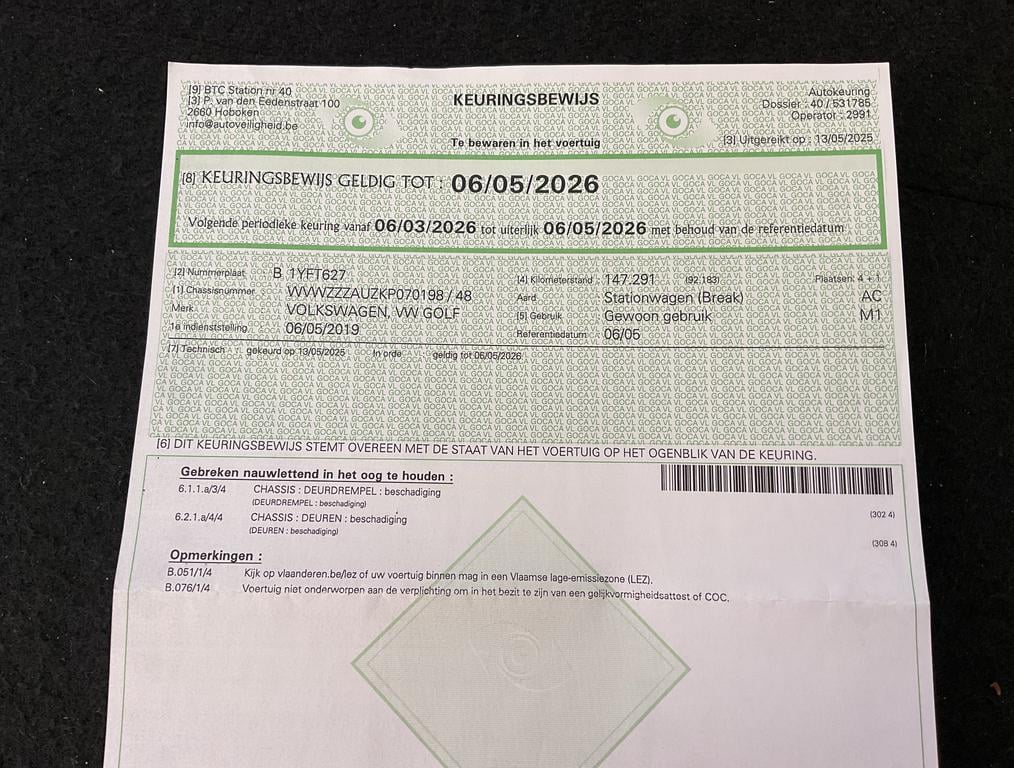 [9] BTC Station nr 40
[3] P. van den Eedenstraat 100
2660 Hoboken
info@autoveiligheid.be
KEURINGSBEWIJS
Te bewaren in het voertuig
Autokeuring
Dossier : 40 / 531785
Operator : 2991
[3] Uitgereikt op : 13/05/2025
[8] KEURINGSBEWIJS GELDIG TOT : 06/05/2026
Volgende periodieke keuring vanaf 06/03/2026 tot uiterlijk 06/05/2026 met behoud van de referentiedatum
[2] Nummerplaat B 1YFT627 [4] Kilometerstand : 147.291 (92.183) Plaatsen: 4 + 1
[1] Chassisnummer WVWZZZAUZKP070198 / 48 Aard Stationwagen (Break) AC
Merk VOLKSWAGEN, VW GOLF [5] Gebruik Gewoon gebruik M1
1e indienststelling 06/05/2019 Referentiedatum 06/05
[7] Technisch gekeurd op 13/05/2025 In orde geldig tot 06/05/2026
[6] DIT KEURINGSBEWIJS STEMT OVEREEN MET DE STAAT VAN HET VOERTUIG OP HET OGENBLIK VAN DE KEURING.
Gebreken nauwlettend in het oog te houden :
6.1.1.a/3/4 CHASSIS : DEURDREMPEL : beschadiging
(DEURDREMPEL : beschadiging)
(302 4)
6.2.1.a/4/4 CHASSIS : DEUREN : beschadiging
(DEUREN : beschadiging)
(308 4)
Opmerkingen :
B.051/1/4 Kijk op vlaanderen.be/lez of uw voertuig binnen mag in een Vlaamse lage-emissiezone (LEZ).
B.076/1/4 Voertuig niet onderworpen aan de verplichting om in het bezit te zijn van een gelijkvormigheidsattost of COC.